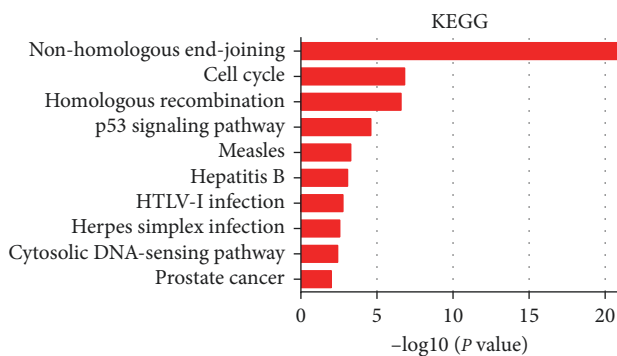 KEGG
Non-homologous end-joining
Cell cycle
Homologous recombination
p53 signaling pathway
Measles
Hepatitis B
HTLV-I infection
Herpes simplex infection
Cytosolic DNA-sensing pathway
Prostate cancer
0 5 10 15 20
–log10 (P value)